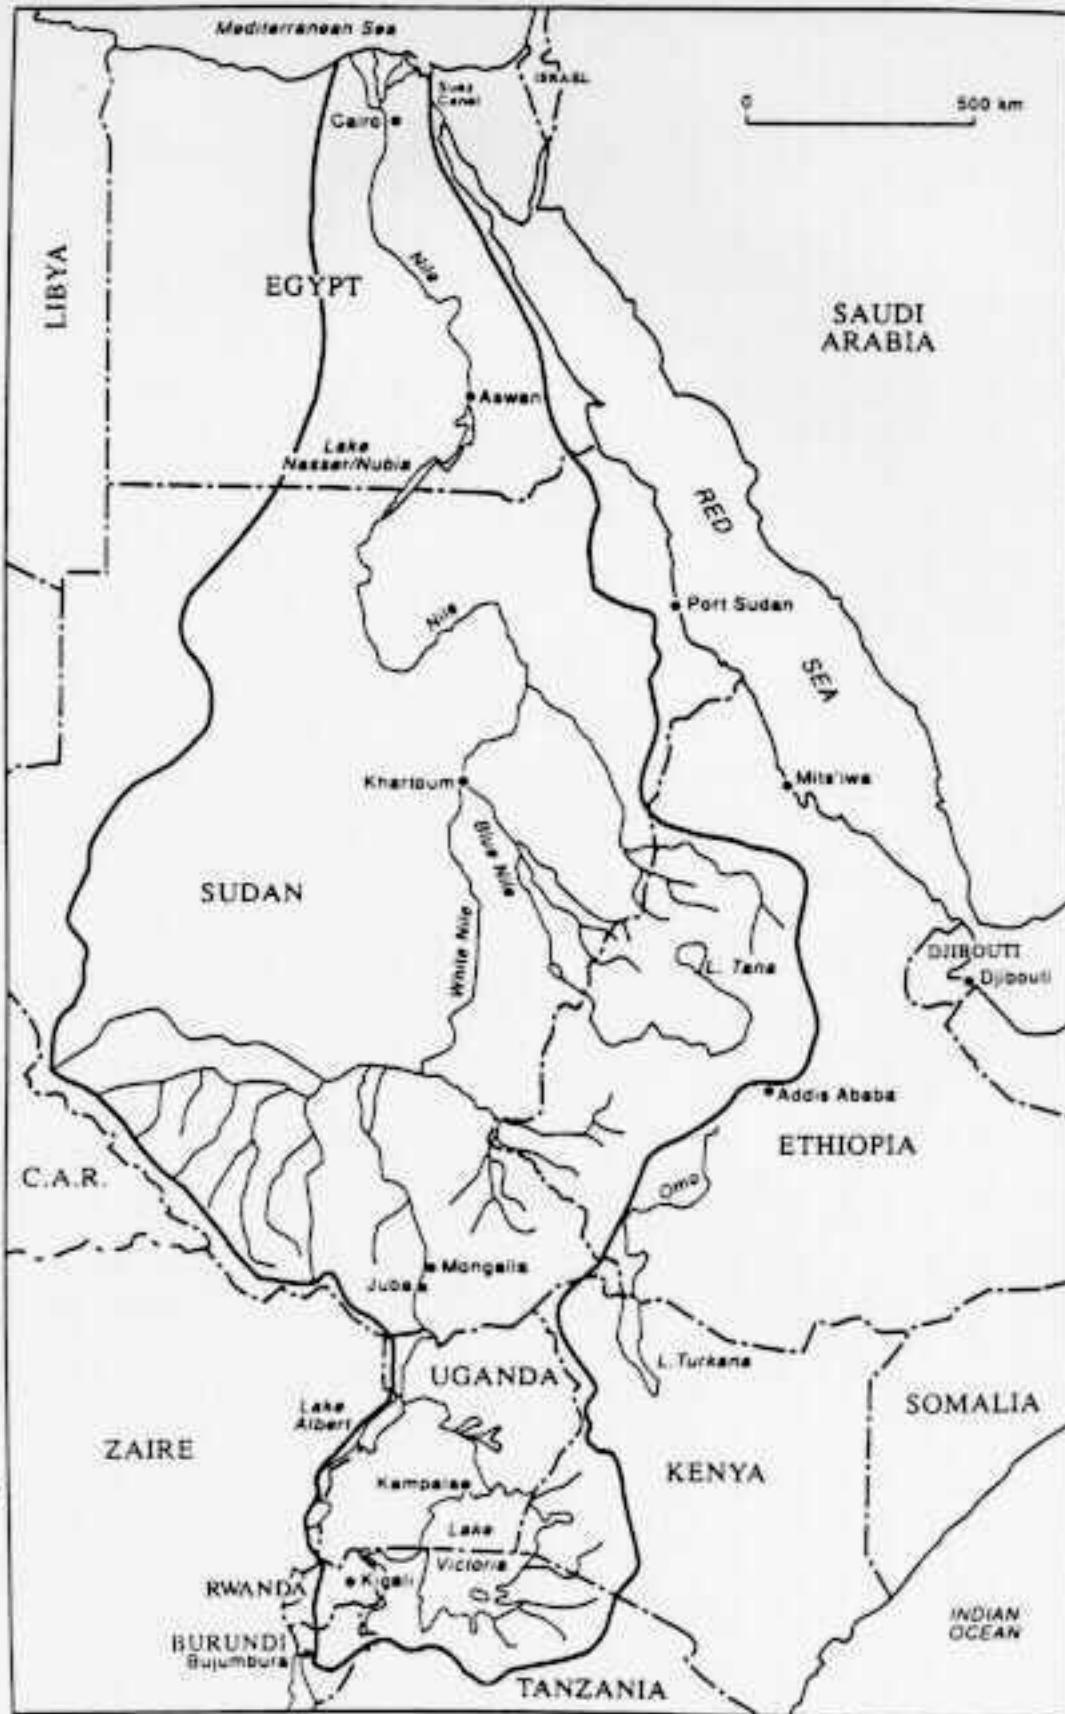 Mediterranean Sea
ISRAEL
Suez
Canal
0 500 km
Cairo
LIBYA
Nile
EGYPT
SAUDI
ARABIA
Aswan
Lake
Nasser/Nubia
RED
SEA
Port Sudan
Nile
Khartoum
Mits'iwa
Blue Nile
SUDAN
White Nile
L. Tana
DJIBOUTI
Djibouti
Addis Ababa
ETHIOPIA
C.A.R.
Omo
Mongalla
Juba
L. Turkana
UGANDA
SOMALIA
Lake
Albert
ZAIRE
KENYA
Kampala
Lake
Victoria
RWANDA
Kigali
INDIAN
OCEAN
BURUNDI
Bujumbura
TANZANIA